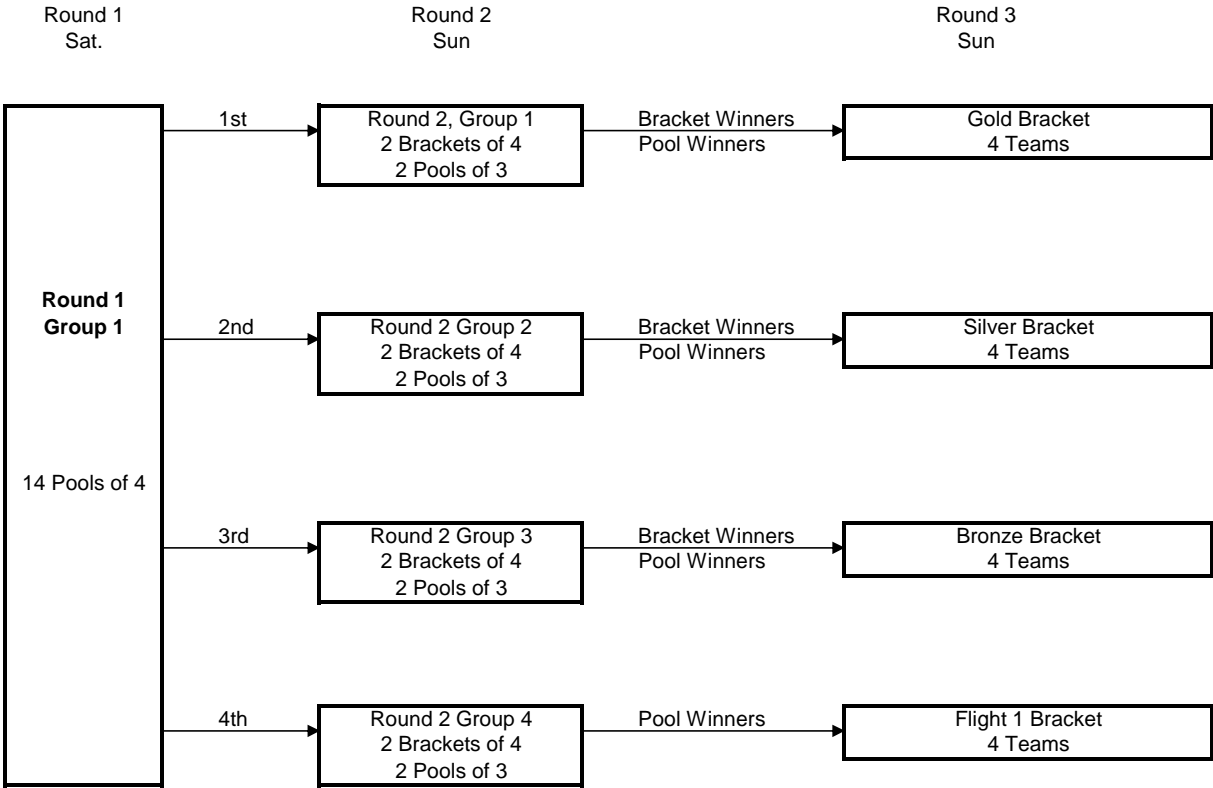 Round 1
Sat.
Round 2
Sun
Round 3
Sun
Round 1
Group 1
14 Pools of 4
1st
Round 2, Group 1
2 Brackets of 4
2 Pools of 3
Bracket Winners
Pool Winners
Gold Bracket
4 Teams
2nd
Round 2 Group 2
2 Brackets of 4
2 Pools of 3
Bracket Winners
Pool Winners
Silver Bracket
4 Teams
3rd
Round 2 Group 3
2 Brackets of 4
2 Pools of 3
Bracket Winners
Pool Winners
Bronze Bracket
4 Teams
4th
Round 2 Group 4
2 Brackets of 4
2 Pools of 3
Pool Winners
Flight 1 Bracket
4 Teams